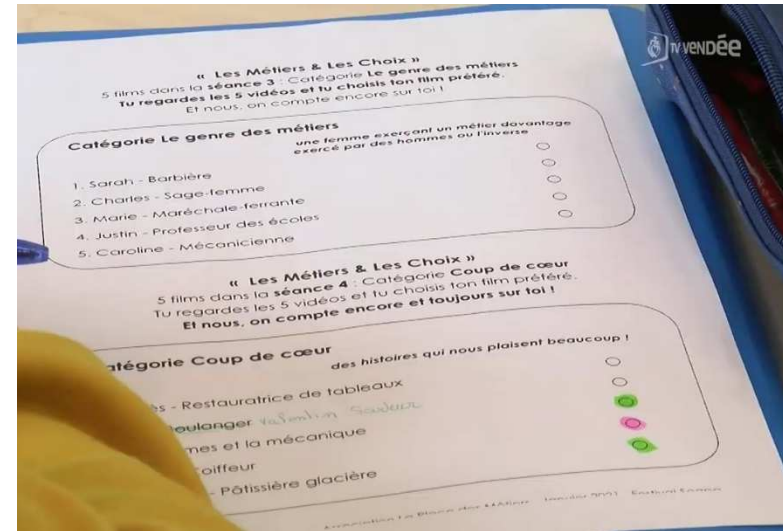 TV VENDÉE
« Les Métiers & Les Choix »
5 films dans la séance 3 : Catégorie Le genre des métiers
Tu regardes les 5 vidéos et tu choisis ton film préféré.
Et nous, on compte encore sur toi !
Catégorie Le genre des métiers
une femme exerçant un métier davantage
exercé par des hommes ou l'inverse
1. Sarah - Barbière
2. Charles - Sage-femme
3. Marie - Maréchale-ferrante
4. Justin - Professeur des écoles
5. Caroline - Mécanicienne
« Les Métiers & Les Choix »
5 films dans la séance 4 : Catégorie Coup de cœur
Tu regardes les 5 vidéos et tu choisis ton film préféré.
Et nous, on compte encore et toujours sur toi !
atégorie Coup de cœur
des histoires qui nous plaisent beaucoup !
ès - Restauratrice de tableaux
oulanger Valentin
mes et la mécanique
oiffeur
- Pâtissière glacière